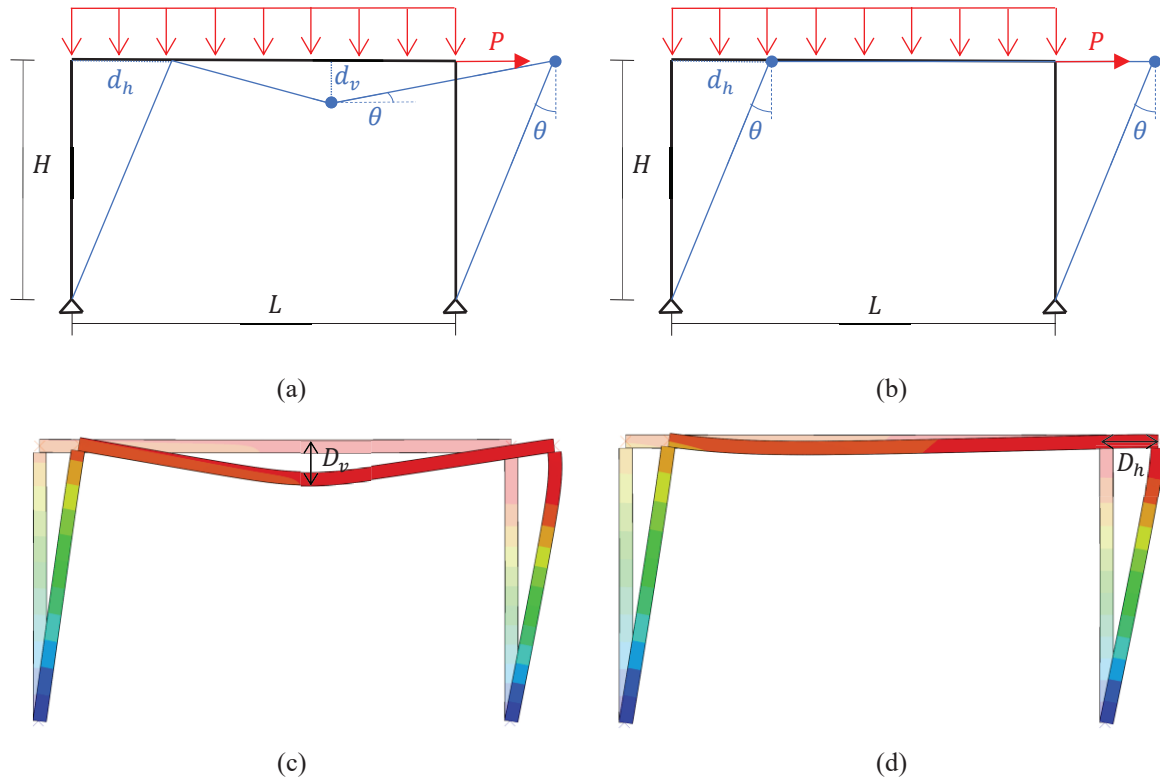 P P
d_h d_v d_h
θ θ θ θ
H H
L L
(a) (b)
D_v D_h
(c) (d)